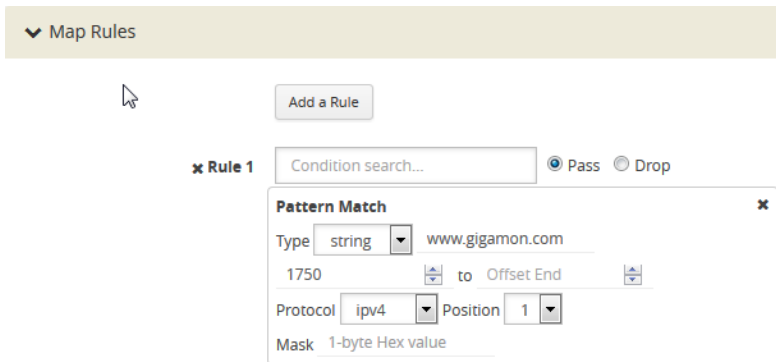 Map Rules
Add a Rule
Rule 1 Condition search... Pass Drop
Pattern Match
Type string www.gigamon.com
1750 to Offset End
Protocol ipv4 Position 1
Mask 1-byte Hex value